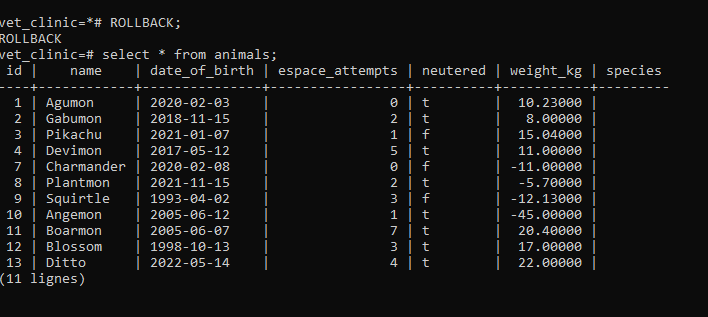 vet_clinic=*# ROLLBACK;
ROLLBACK
vet_clinic=# select * from animals;
 id |    name    | date_of_birth | espace_attempts | neutered | weight_kg | species
----+------------+---------------+-----------------+----------+-----------+---------
  1 | Agumon     | 2020-02-03    |               0 | t        |  10.23000 |
  2 | Gabumon    | 2018-11-15    |               2 | t        |   8.00000 |
  3 | Pikachu    | 2021-01-07    |               1 | f        |  15.04000 |
  4 | Devimon    | 2017-05-12    |               5 | t        |  11.00000 |
  7 | Charmander | 2020-02-08    |               0 | f        | -11.00000 |
  8 | Plantmon   | 2021-11-15    |               2 | t        |  -5.70000 |
  9 | Squirtle   | 1993-04-02    |               3 | f        | -12.13000 |
 10 | Angemon    | 2005-06-12    |               1 | t        | -45.00000 |
 11 | Boarmon    | 2005-06-07    |               7 | t        |  20.40000 |
 12 | Blossom    | 1998-10-13    |               3 | t        |  17.00000 |
 13 | Ditto      | 2022-05-14    |               4 | t        |  22.00000 |
(11 lignes)